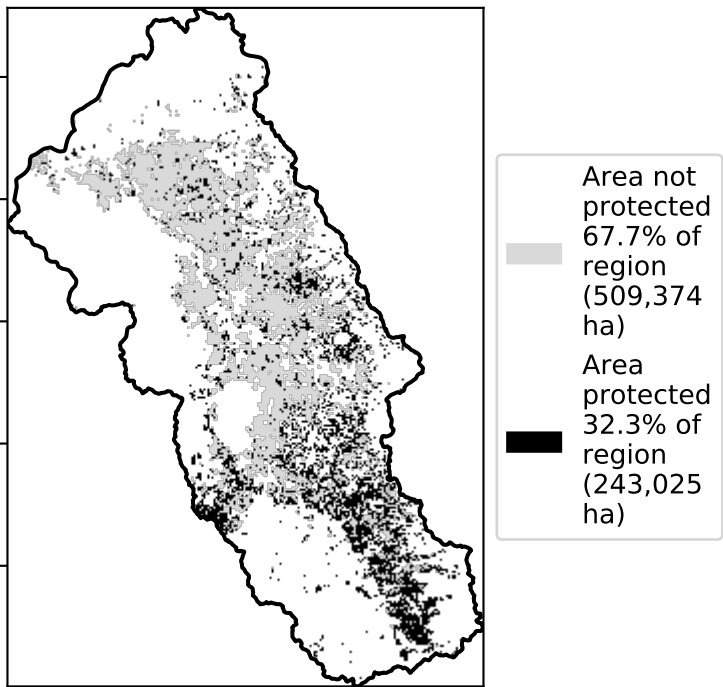 Area not
protected
67.7% of
region
(509,374
ha)
Area
protected
32.3% of
region
(243,025
ha)